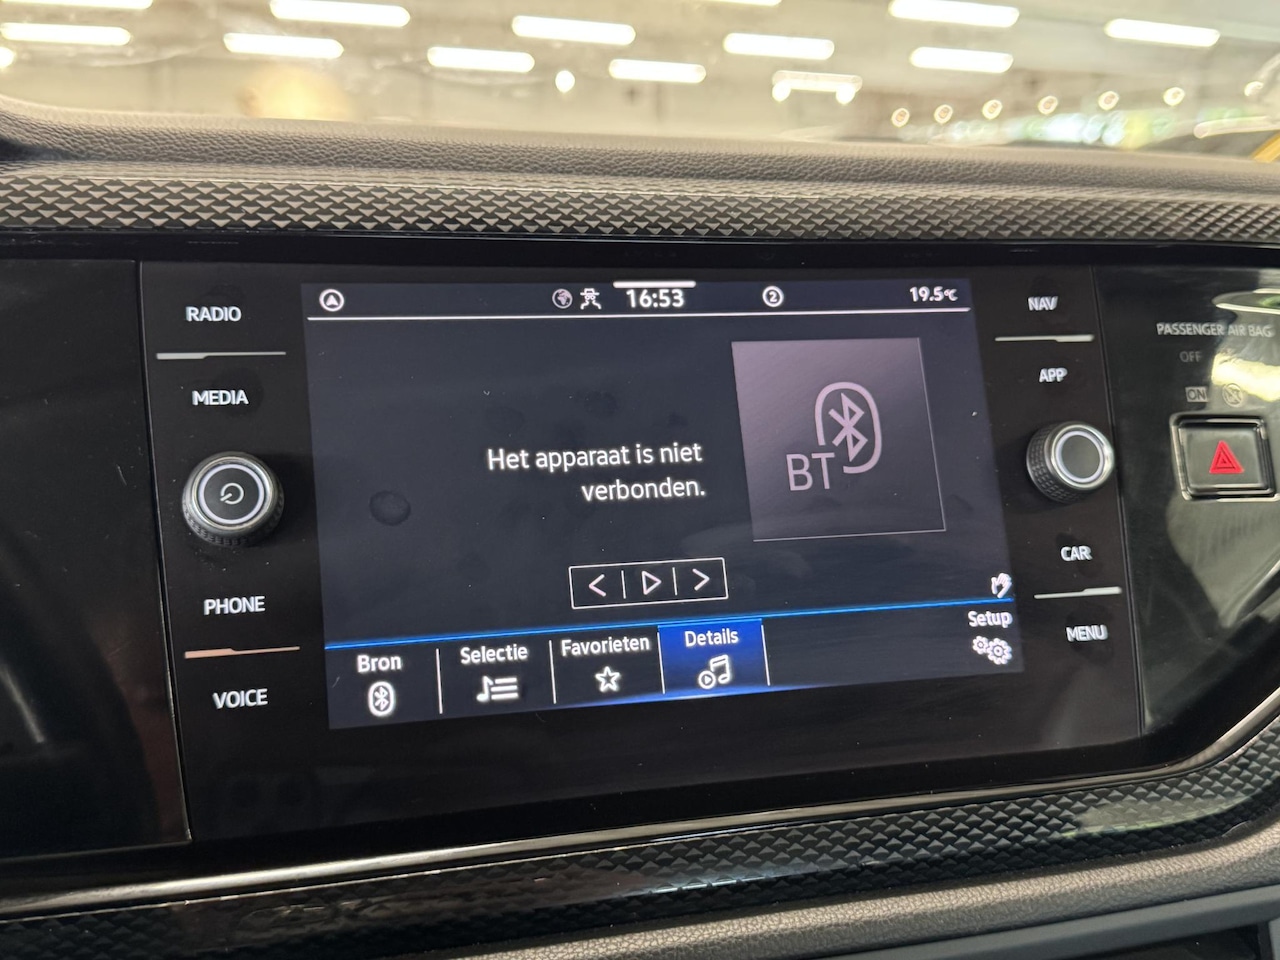 RADIO
MEDIA
PHONE
VOICE
16:53
2
19.5°C
Het apparaat is niet
verbonden.
BT
Bron
Selectie
Favorieten
Details
Setup
NAV
APP
CAR
MENU
PASSENGER AIR BAG
OFF
ON